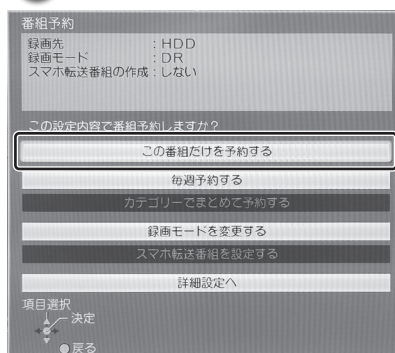 番組予約
録画先 : HDD
録画モード : DR
スマホ転送番組の作成 : しない
この設定内容で番組予約しますか?
この番組だけを予約する
毎週予約する
カテゴリーでまとめて予約する
録画モードを変更する
スマホ転送番組を設定する
詳細設定へ
項目選択
決定
戻る